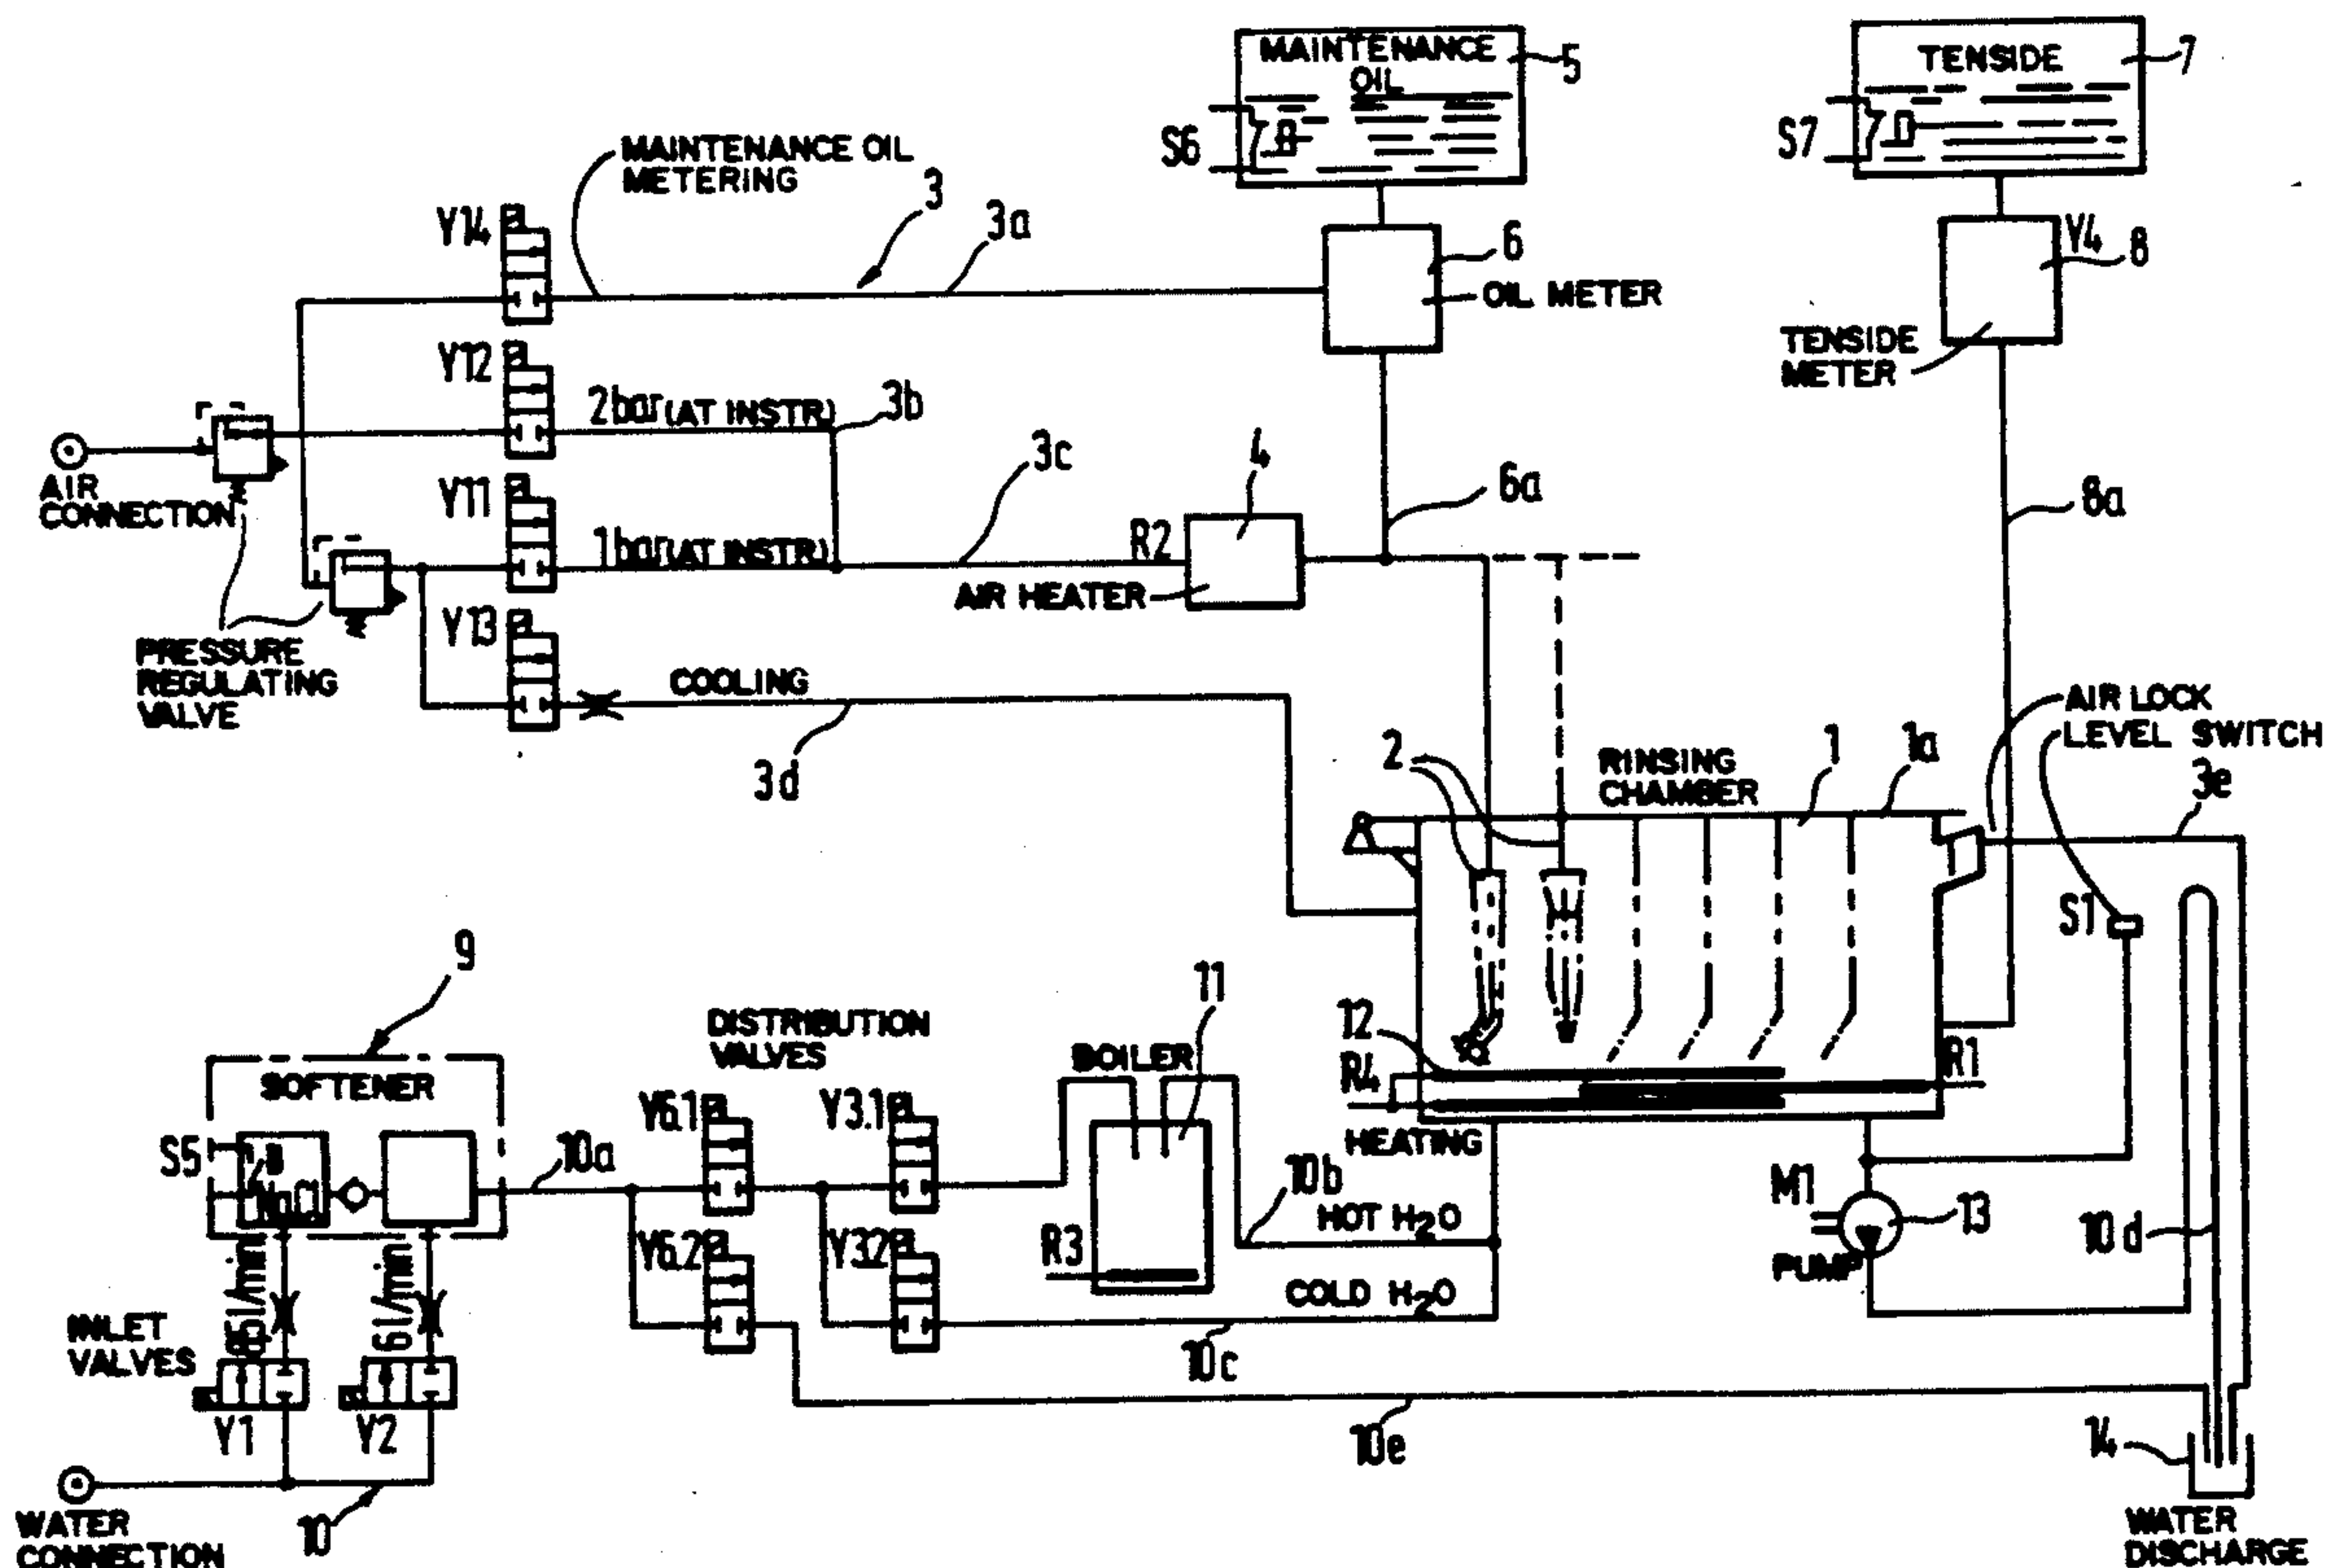 MAINTENANCE
OIL
5
TENSIDE
7
S6
S7
MAINTENANCE OIL
METERING
3
3a
Y14
6
OIL METER
V4
8
TENSIDE
METER
Y12
2bar (AT INSTR)
3b
AIR
CONNECTION
Y11
1bar (AT INSTR)
3c
R2
4
AIR HEATER
6a
8a
PRESSURE
REGULATING
VALVE
Y13
COOLING
3d
AIR LOCK
LEVEL SWITCH
2
RINSING
CHAMBER
1
1a
3e
S1
9
SOFTENER
DISTRIBUTION
VALVES
11
BOILER
12
R4
R1
HEATING
S5
NaCl
10a
Y6.1
Y3.1
10b
HOT H2O
M1
13
PUMP
10d
Y6.2
Y3.2
R3
COLD H2O
10c
INLET
VALVES
6l/min
Y1
Y2
10e
14
WATER
CONNECTION
10
WATER
DISCHARGE